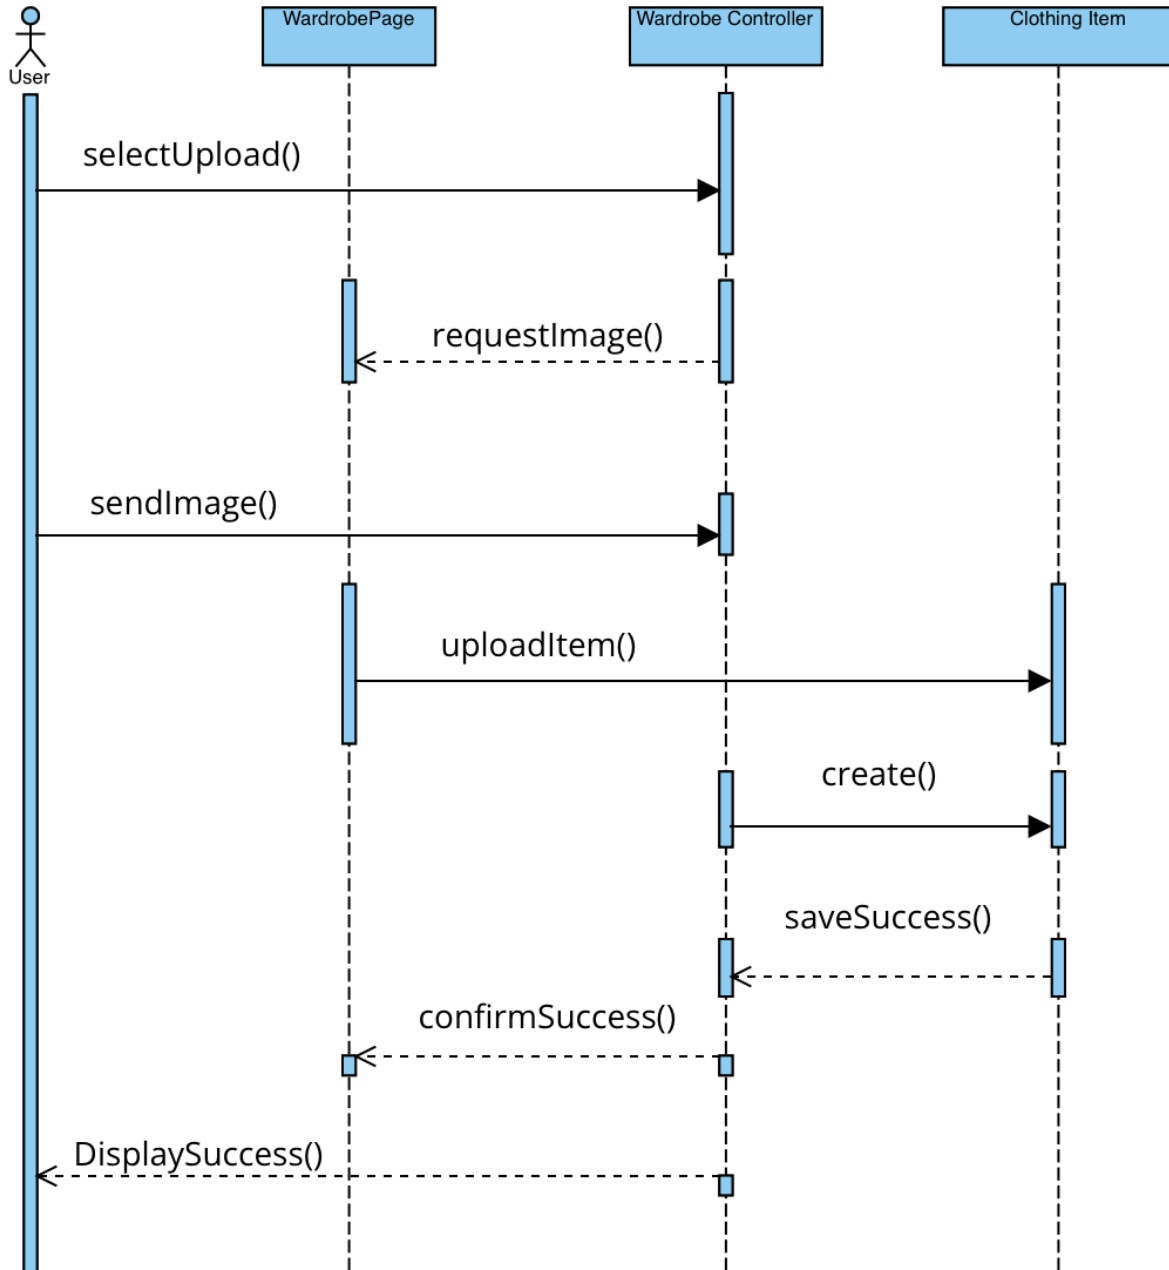 User
WardrobePage
Wardrobe Controller
Clothing Item
selectUpload()
requestImage()
sendImage()
uploadItem()
create()
saveSuccess()
confirmSuccess()
DisplaySuccess()